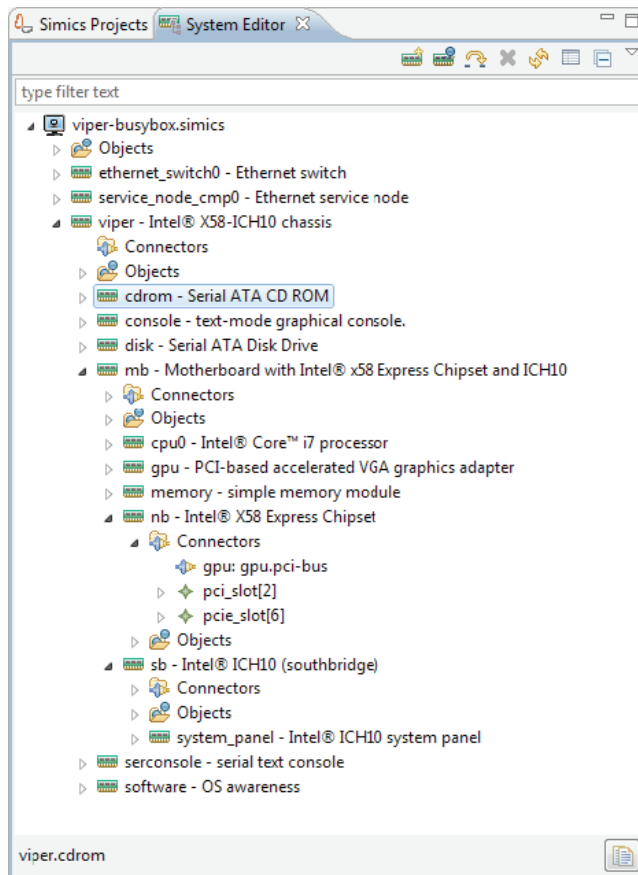 Simics Projects System Editor
type filter text
viper-busybox.simics
Objects
ethernet_switch0 - Ethernet switch
service_node_cmp0 - Ethernet service node
viper - Intel® X58-ICH10 chassis
Connectors
Objects
cdrom - Serial ATA CD ROM
console - text-mode graphical console.
disk - Serial ATA Disk Drive
mb - Motherboard with Intel® x58 Express Chipset and ICH10
Connectors
Objects
cpu0 - Intel® Core™ i7 processor
gpu - PCI-based accelerated VGA graphics adapter
memory - simple memory module
nb - Intel® X58 Express Chipset
Connectors
gpu: gpu.pci-bus
pci_slot[2]
pcie_slot[6]
Objects
sb - Intel® ICH10 (southbridge)
Connectors
Objects
system_panel - Intel® ICH10 system panel
serconsole - serial text console
software - OS awareness
viper.cdrom